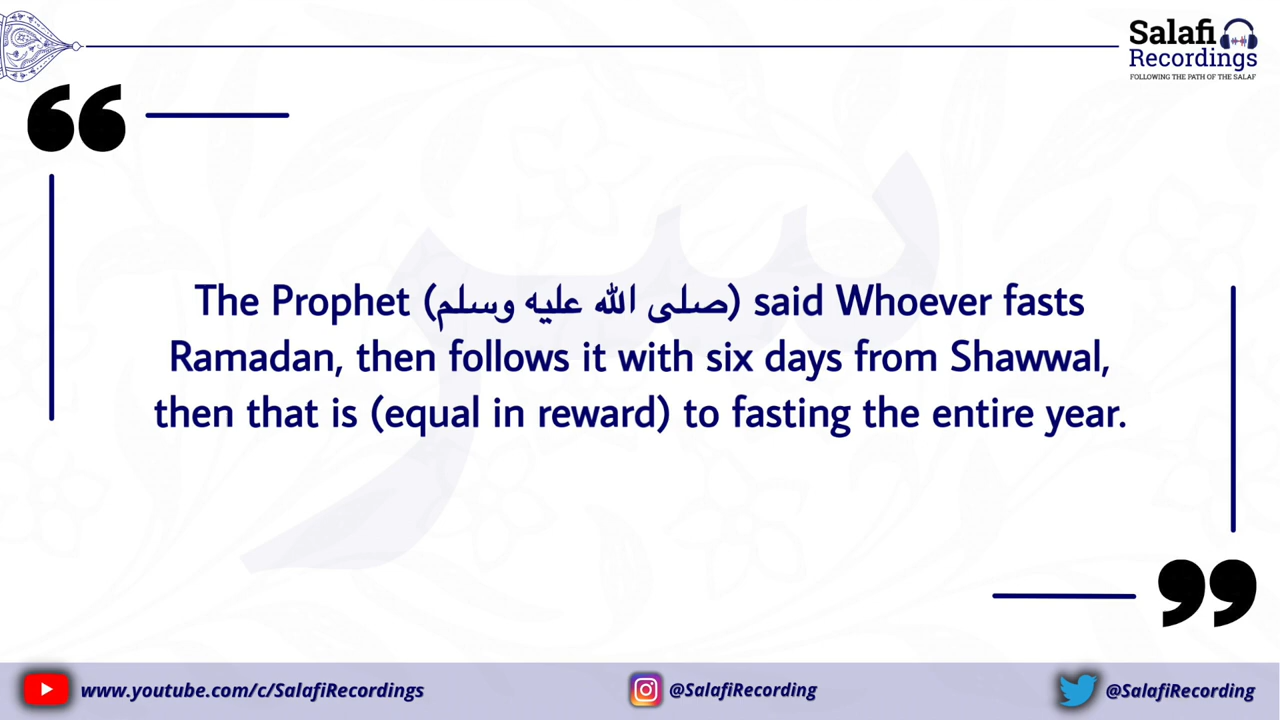 Salafi
Recordings
FOLLOWING THE PATH OF THE SALAF
The Prophet (صلى الله عليه وسلم) said Whoever fasts
Ramadan, then follows it with six days from Shawwal,
then that is (equal in reward) to fasting the entire year.
www.youtube.com/c/SalafiRecordings
@SalafiRecording
@SalafiRecording